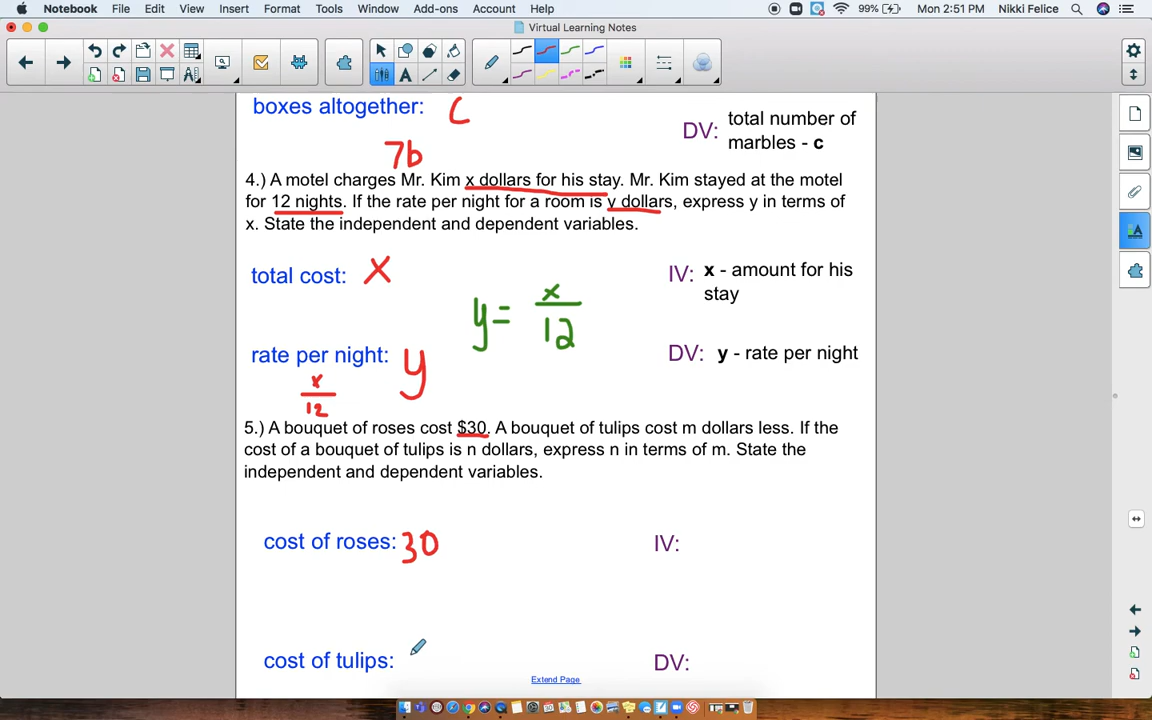 Notebook File Edit View Insert Format Tools Window Add-ons Account Help 99% Mon 2:51 PM Nikki Felice
Virtual Learning Notes
boxes altogether: C
7b
DV: total number of
marbles - c
4.) A motel charges Mr. Kim x dollars for his stay. Mr. Kim stayed at the motel
for 12 nights. If the rate per night for a room is y dollars, express y in terms of
x. State the independent and dependent variables.
total cost: x
IV: x - amount for his
stay
y = x/12
rate per night: y
x/12
DV: y - rate per night
5.) A bouquet of roses cost $30. A bouquet of tulips cost m dollars less. If the
cost of a bouquet of tulips is n dollars, express n in terms of m. State the
independent and dependent variables.
cost of roses: 30
IV:
cost of tulips:
DV:
Extend Page